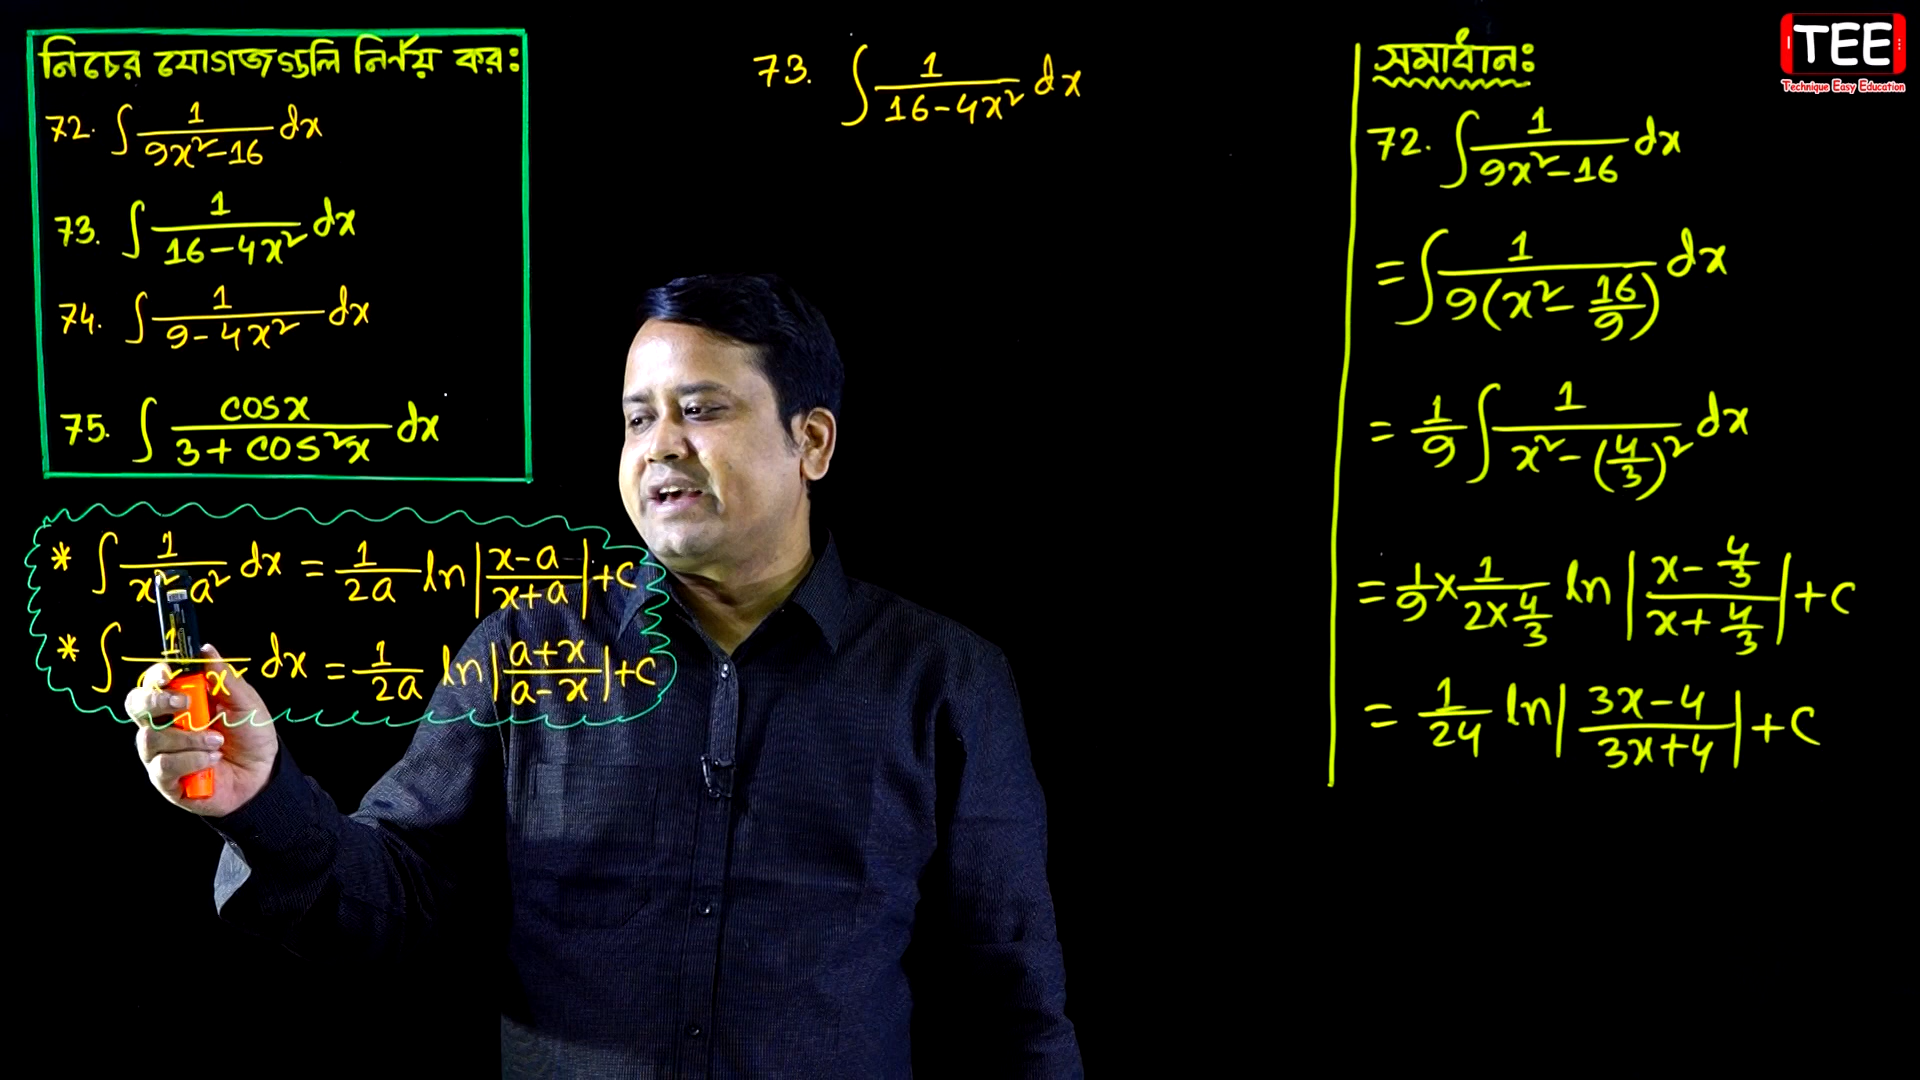 নিচের যোগজগুলি নির্ণয় কর:
72. ∫ 1/(9x²-16) dx
73. ∫ 1/(16-4x²) dx
74. ∫ 1/(9-4x²) dx
75. ∫ cosx/(3+cos²x) dx
* ∫ 1/(x²-a²) dx = 1/2a ln|(x-a)/(x+a)|+c
* ∫ 1/(a²-x²) dx = 1/2a ln|(a+x)/(a-x)|+c
73. ∫ 1/(16-4x²) dx
সমাধান:
72. ∫ 1/(9x²-16) dx
= ∫ 1/(9(x²-16/9)) dx
= 1/9 ∫ 1/(x²-(4/3)²) dx
= 1/9 × 1/(2×4/3) ln|(x-4/3)/(x+4/3)|+c
= 1/24 ln|(3x-4)/(3x+4)|+c
TEE
Technique Easy Education